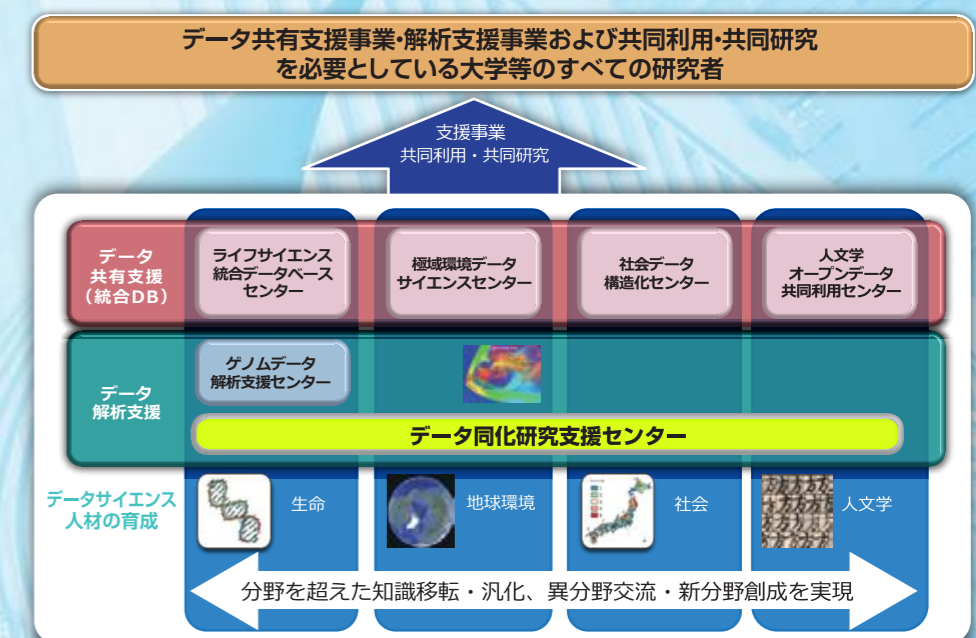 データ共有支援事業・解析支援事業および共同利用・共同研究
を必要としている大学等のすべての研究者
支援事業
共同利用・共同研究
データ
共有支援
(統合DB)
ライフサイエンス
統合データベース
センター
極域環境データ
サイエンスセンター
社会データ
構造化センター
人文学
オープンデータ
共同利用センター
データ
解析支援
ゲノムデータ
解析支援センター
データ同化研究支援センター
データサイエンス
人材の育成
生命
地球環境
社会
人文学
分野を超えた知識移転・汎化、異分野交流・新分野創成を実現